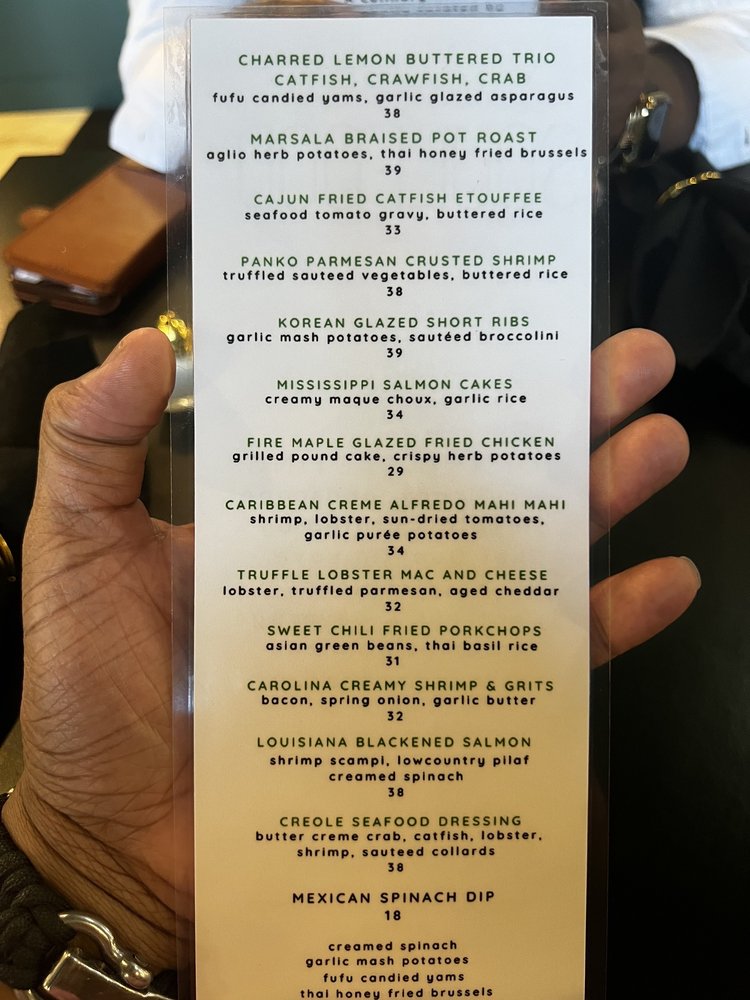 CHARRED LEMON BUTTERED TRIO
CATFISH, CRAWFISH, CRAB
fufu candied yams, garlic glazed asparagus
38
MARSALA BRAISED POT ROAST
aglio herb potatoes, thai honey fried brussels
39
CAJUN FRIED CATFISH ETOUFFEE
seafood tomato gravy, buttered rice
33
PANKO PARMESAN CRUSTED SHRIMP
truffled sauteed vegetables, buttered rice
38
KOREAN GLAZED SHORT RIBS
garlic mash potatoes, sautéed broccolini
39
MISSISSIPPI SALMON CAKES
creamy maque choux, garlic rice
34
FIRE MAPLE GLAZED FRIED CHICKEN
grilled pound cake, crispy herb potatoes
29
CARIBBEAN CREME ALFREDO MAHI MAHI
shrimp, lobster, sun-dried tomatoes,
garlic purée potatoes
34
TRUFFLE LOBSTER MAC AND CHEESE
lobster, truffled parmesan, aged cheddar
32
SWEET CHILI FRIED PORKCHOPS
asian green beans, thai basil rice
31
CAROLINA CREAMY SHRIMP & GRITS
bacon, spring onion, garlic butter
32
LOUISIANA BLACKENED SALMON
shrimp scampi, lowcountry pilaf
creamed spinach
38
CREOLE SEAFOOD DRESSING
butter creme crab, catfish, lobster,
shrimp, sauteed collards
38
MEXICAN SPINACH DIP
18
creamed spinach
garlic mash potatoes
fufu candied yams
thai honey fried brussels